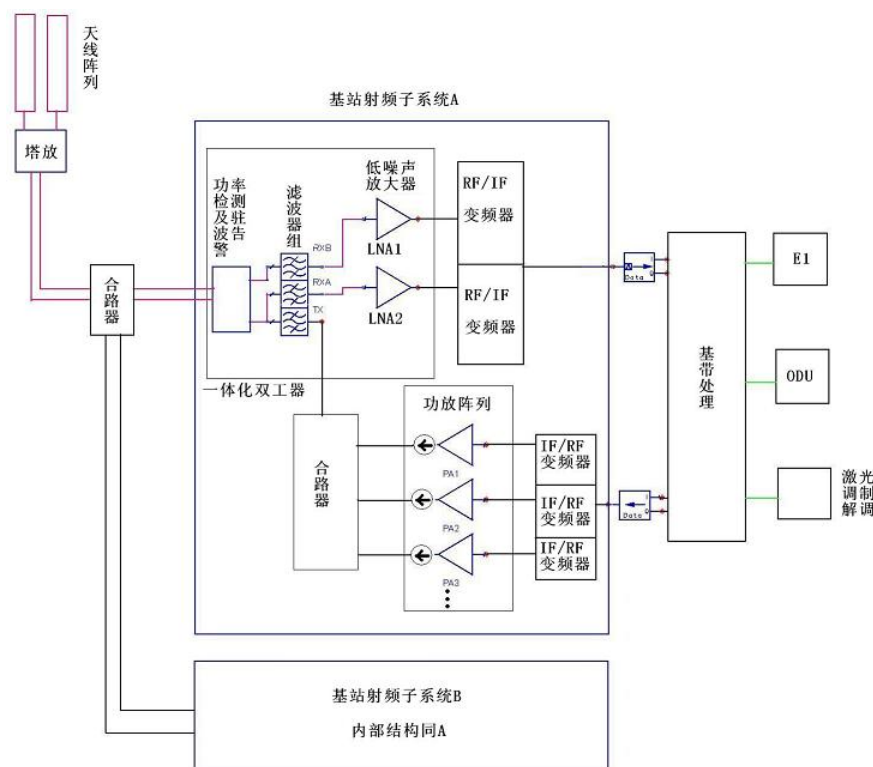 天线
阵列
塔放
基站射频子系统A
功率
检测
及驻
波告
警
滤波器组
低噪声
放大器
RXB
RXA
TX
LNA1
LNA2
RF/IF
变频器
RF/IF
变频器
一体化双工器
合路器
合路器
功放阵列
PA1
PA2
PA3
IF/RF
变频器
IF/RF
变频器
IF/RF
变频器
I
Q
Data
I
Q
Data
基带处理
E1
ODU
激光
调制
解调
基站射频子系统B
内部结构同A